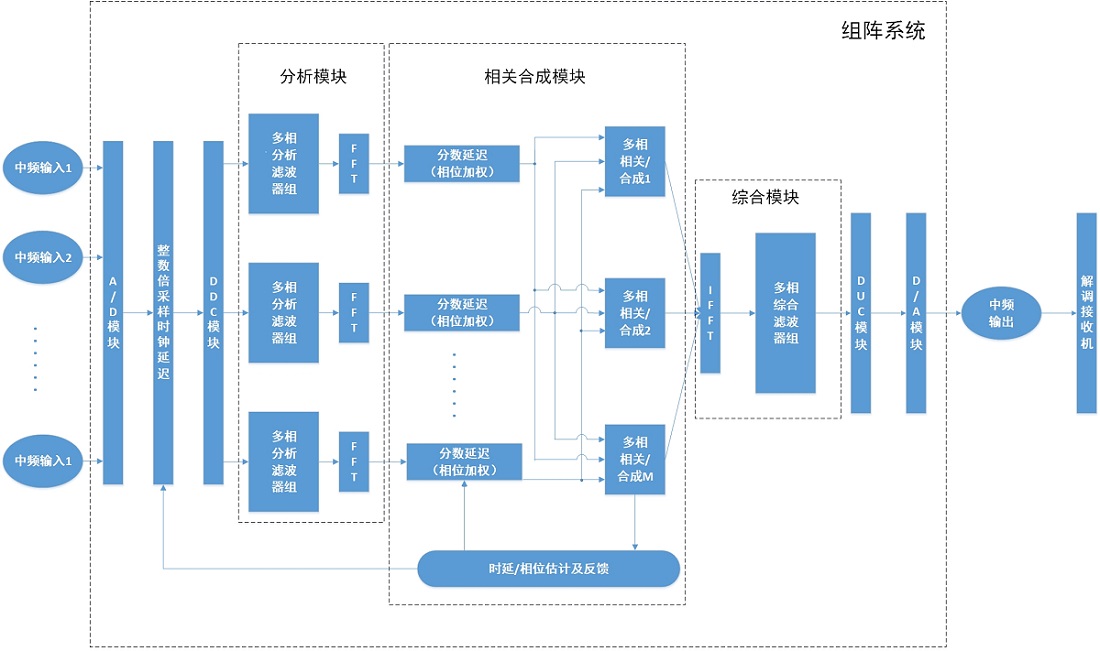 组阵系统
分析模块
相关合成模块
综合模块
中频输入1
中频输入2
中频输入1
A/D模块
整数倍采样时钟延迟
DDC模块
多相
分析
滤波
器组
FFT
多相
分析
滤波
器组
FFT
多相
分析
滤波
器组
FFT
分数延迟
（相位加权）
分数延迟
（相位加权）
分数延迟
（相位加权）
多相
相关/
合成1
多相
相关/
合成2
多相
相关/
合成M
时延/相位估计及反馈
IFFT
多相
综合
滤波
器组
DUC模块
D/A模块
中频
输出
解调接收机